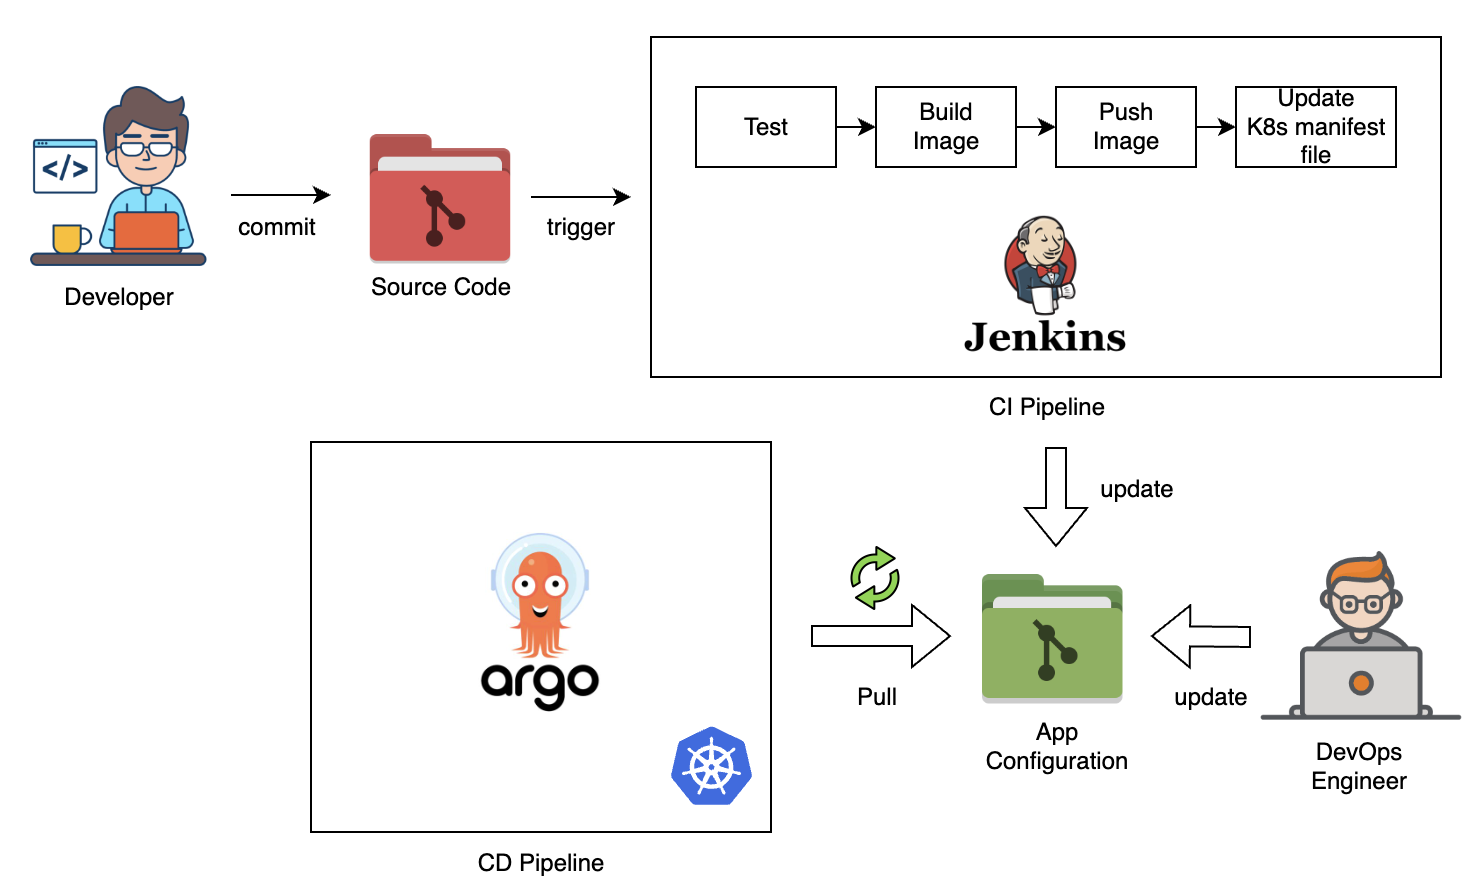 Test
Build
Image
Push
Image
Update
K8s manifest
file
</>
commit
trigger
Developer
Source Code
Jenkins
CI Pipeline
update
argo
Pull
update
App
Configuration
DevOps
Engineer
CD Pipeline